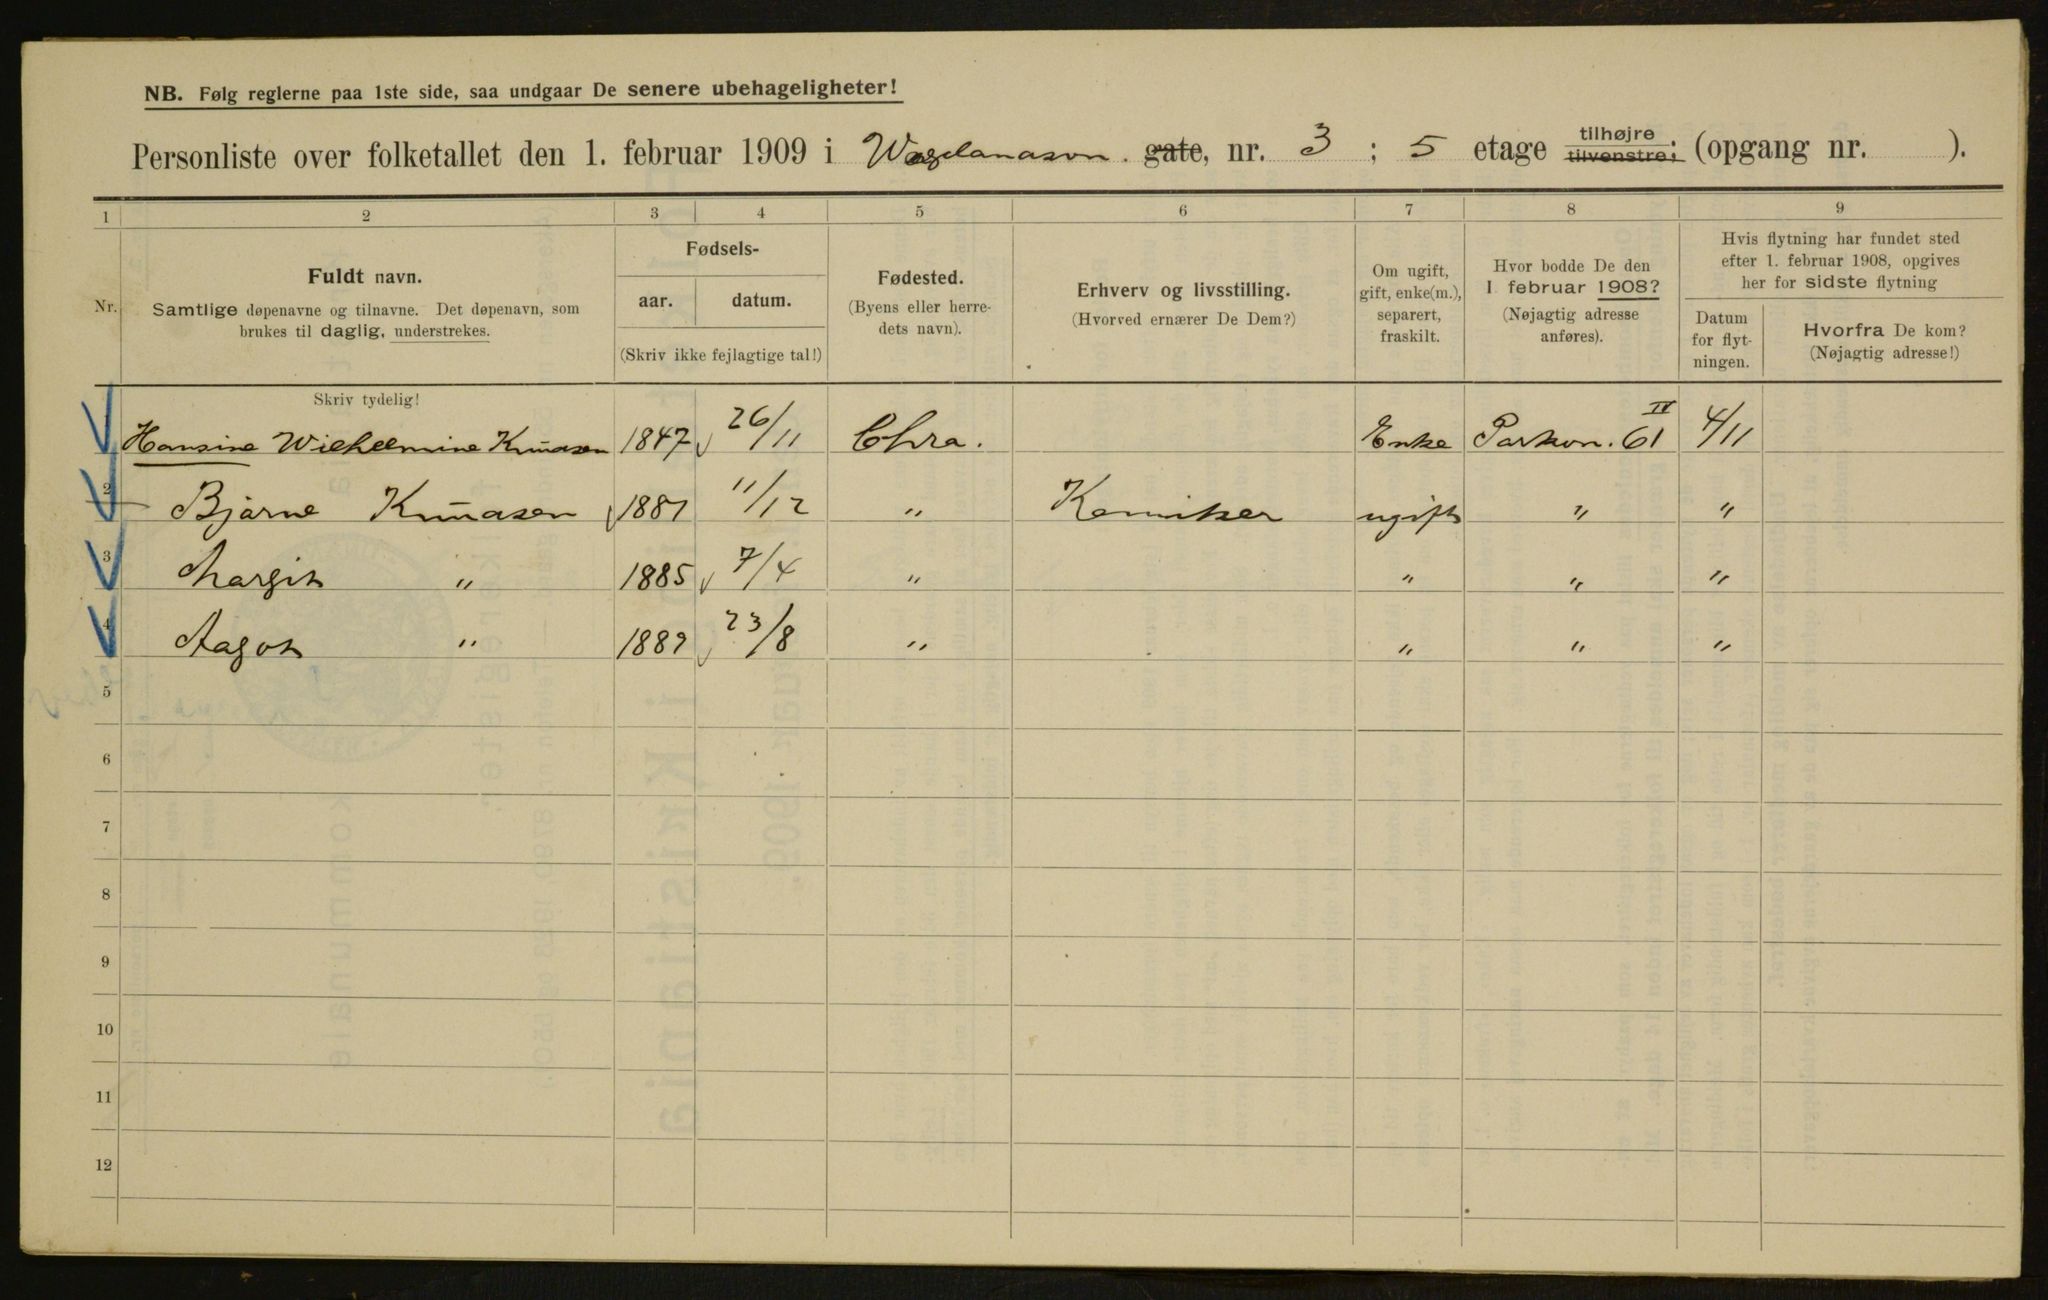 NB. Følg reglerne paa 1ste side, saa undgaar De senere ubehageligheter!
Personliste over folketallet den 1. februar 1909 i gate, nr. 3 ; 5 etage tilhøjre tilvenstre; (opgang nr. ).
1 2 3 4 5 6 7 8 9
Nr.
Fuldt navn.
Samtlige døpenavne og tilnavne. Det døpenavn, som
brukes til daglig, understrekes.
Fødsels-
aar. datum.
(Skriv ikke fejlagtige tal!)
Fødested.
(Byens eller herre-
dets navn).
Erhverv og livsstilling.
(Hvorved ernærer De Dem?)
Om ugift,
gift, enke(m.),
separert,
fraskilt.
Hvor bodde De den
1 februar 1908?
(Nøjagtig adresse
anføres).
Hvis flytning har fundet sted
efter 1. februar 1908, opgives
her for sidste flytning
Datum
for flyt-
ningen.
Hvorfra De kom?
(Nøjagtig adresse!)
Skriv tydelig!
1 Hansine Wilhelmine Knudsen 1847 26/11 Chra. Enke Parkvn. 61 II 4/11
2 Bjarne Knudsen 1881 11/12 " Kemiker ugift " "
3 Margit " 1885 7/4 " " " "
4 Aagot " 1889 23/8 " " " "
5
6
7
8
9
10
11
12